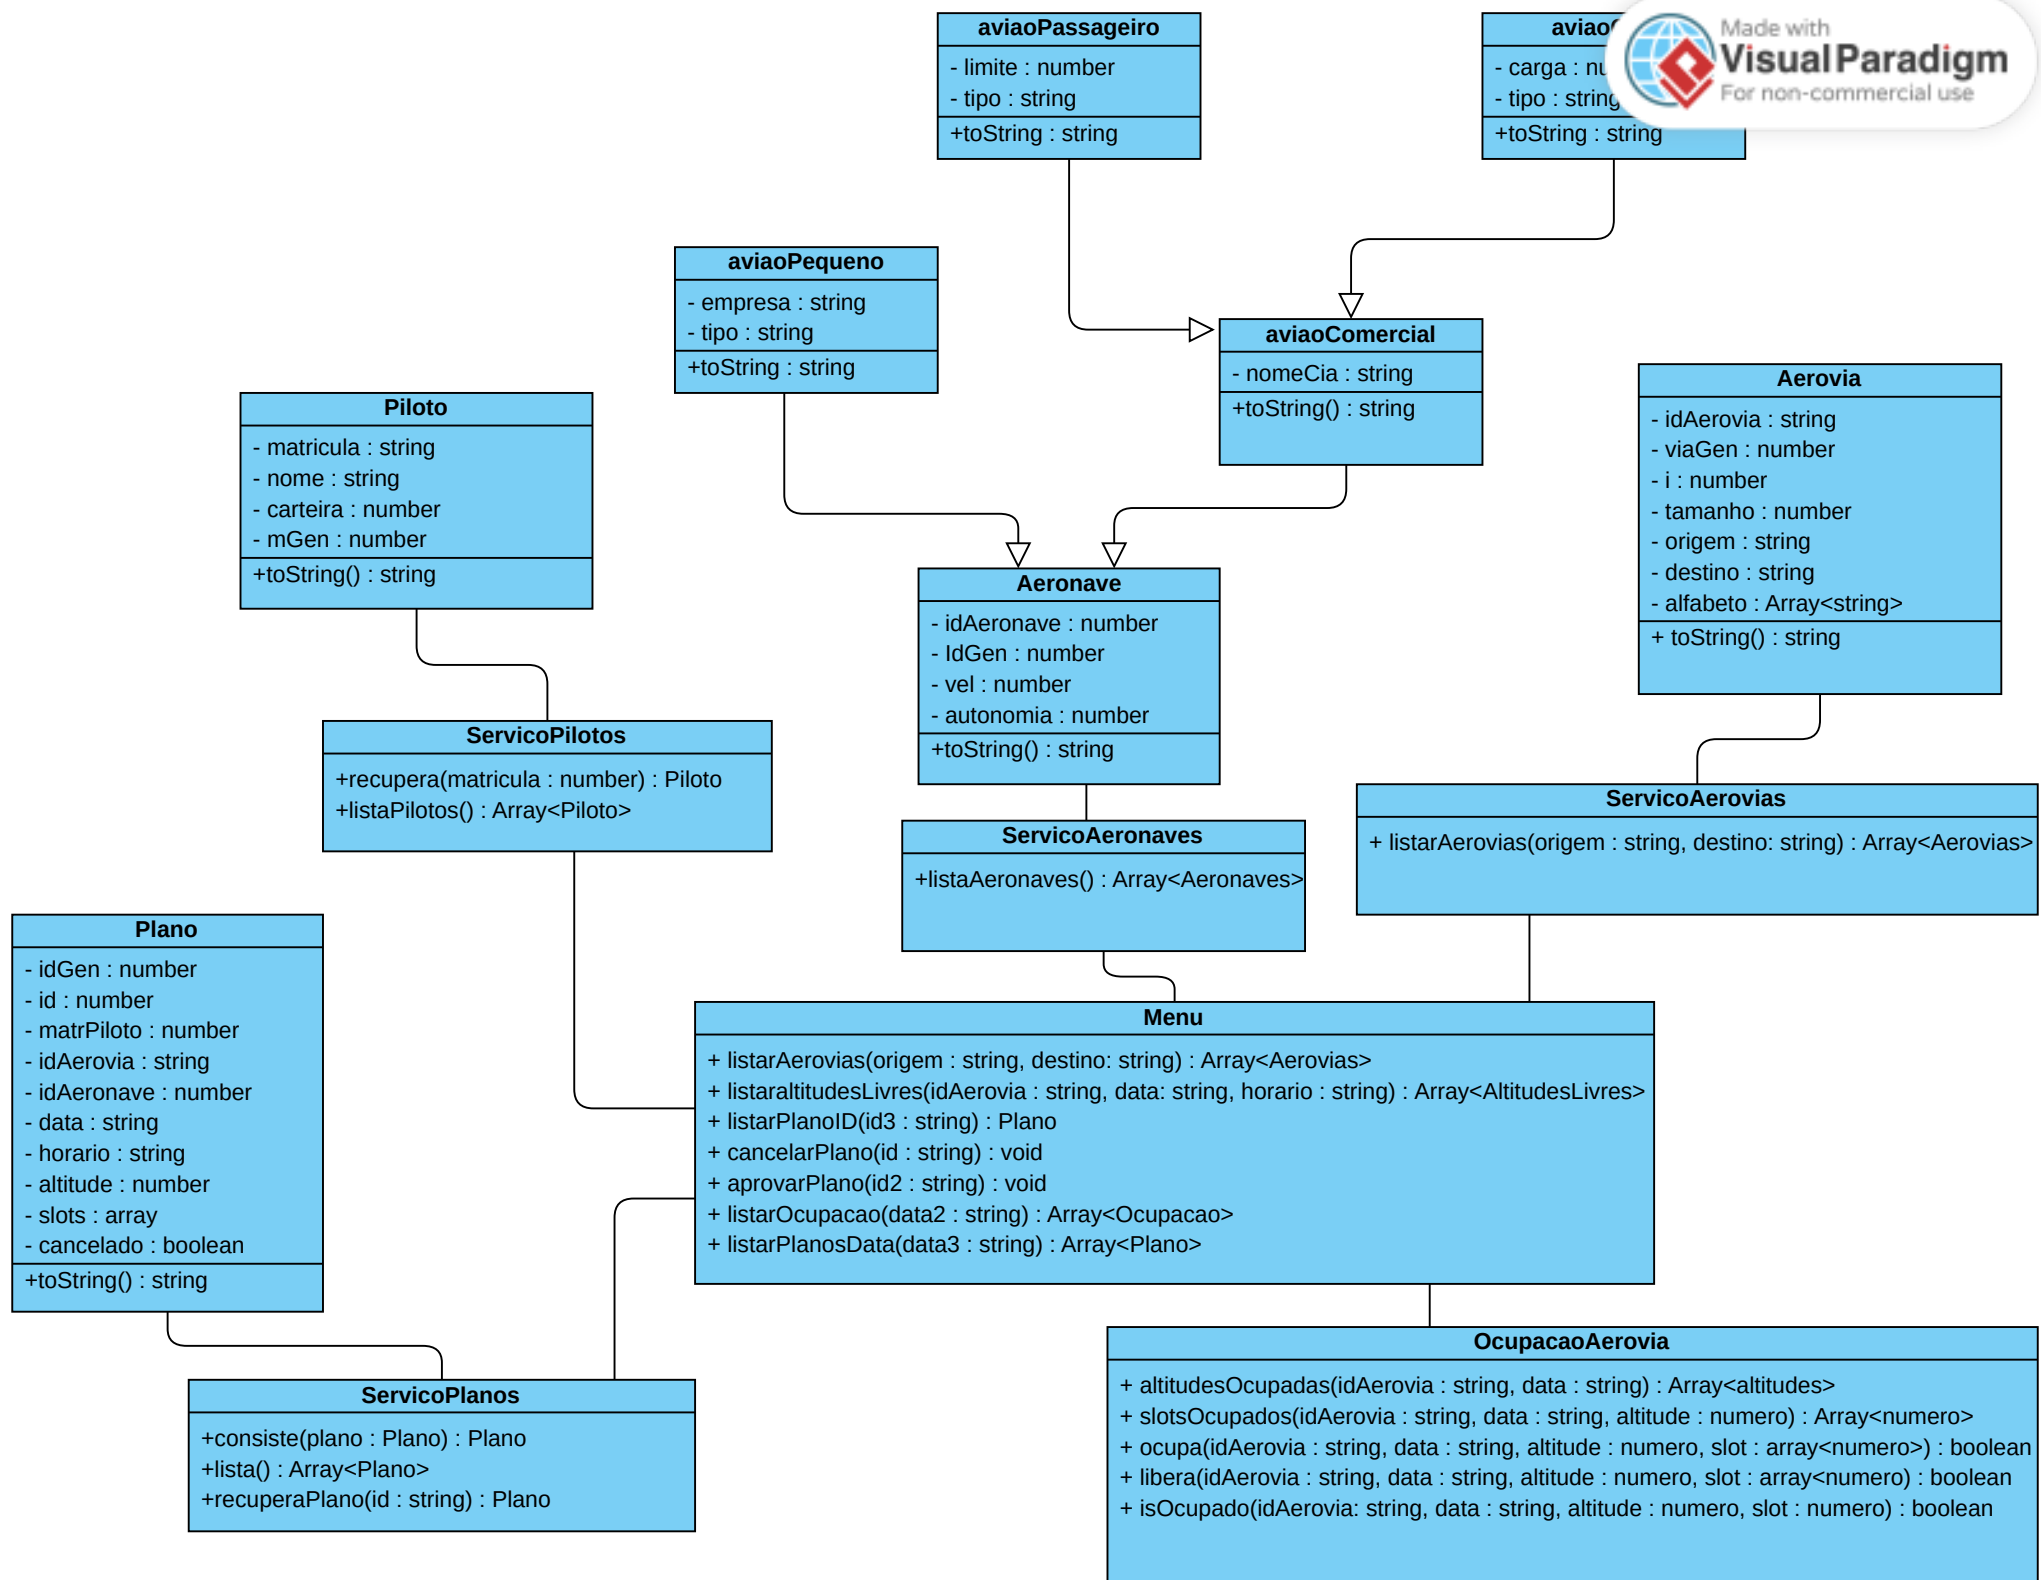 aviaoPassageiro
- limite : number
- tipo : string
+toString : string
- carga :
- tipo : string
+toString : string
Made with
Visual Paradigm
For non-commercial use
aviaoPequeno
- empresa : string
- tipo : string
+toString : string
aviaoComercial
- nomeCia : string
+toString() : string
Aerovia
- idAerovia : string
- viaGen : number
- i : number
- tamanho : number
- origem : string
- destino : string
- alfabeto : Array<string>
+ toString() : string
Piloto
- matricula : string
- nome : string
- carteira : number
- mGen : number
+toString() : string
Aeronave
- idAeronave : number
- IdGen : number
- vel : number
- autonomia : number
+toString() : string
ServicoPilotos
+recupera(matricula : number) : Piloto
+listaPilotos() : Array<Piloto>
ServicoAeronaves
+listaAeronaves() : Array<Aeronaves>
ServicoAerovias
+ listarAerovias(origem : string, destino: string) : Array<Aerovias>
Plano
- idGen : number
- id : number
- matrPiloto : number
- idAerovia : string
- idAeronave : number
- data : string
- horario : string
- altitude : number
- slots : array
- cancelado : boolean
+toString() : string
Menu
+ listarAerovias(origem : string, destino: string) : Array<Aerovias>
+ listaraltitudesLivres(idAerovia : string, data: string, horario : string) : Array<AltitudesLivres>
+ listarPlanoID(id3 : string) : Plano
+ cancelarPlano(id : string) : void
+ aprovarPlano(id2 : string) : void
+ listarOcupacao(data2 : string) : Array<Ocupacao>
+ listarPlanosData(data3 : string) : Array<Plano>
ServicoPlanos
+consiste(plano : Plano) : Plano
+lista() : Array<Plano>
+recuperaPlano(id : string) : Plano
OcupacaoAerovia
+ altitudesOcupadas(idAerovia : string, data : string) : Array<altitudes>
+ slotsOcupados(idAerovia : string, data : string, altitude : numero) : Array<numero>
+ ocupa(idAerovia : string, data : string, altitude : numero, slot : array<numero>) : boolean
+ libera(idAerovia : string, data : string, altitude : numero, slot : array<numero) : boolean
+ isOcupado(idAerovia: string, data : string, altitude : numero, slot : numero) : boolean